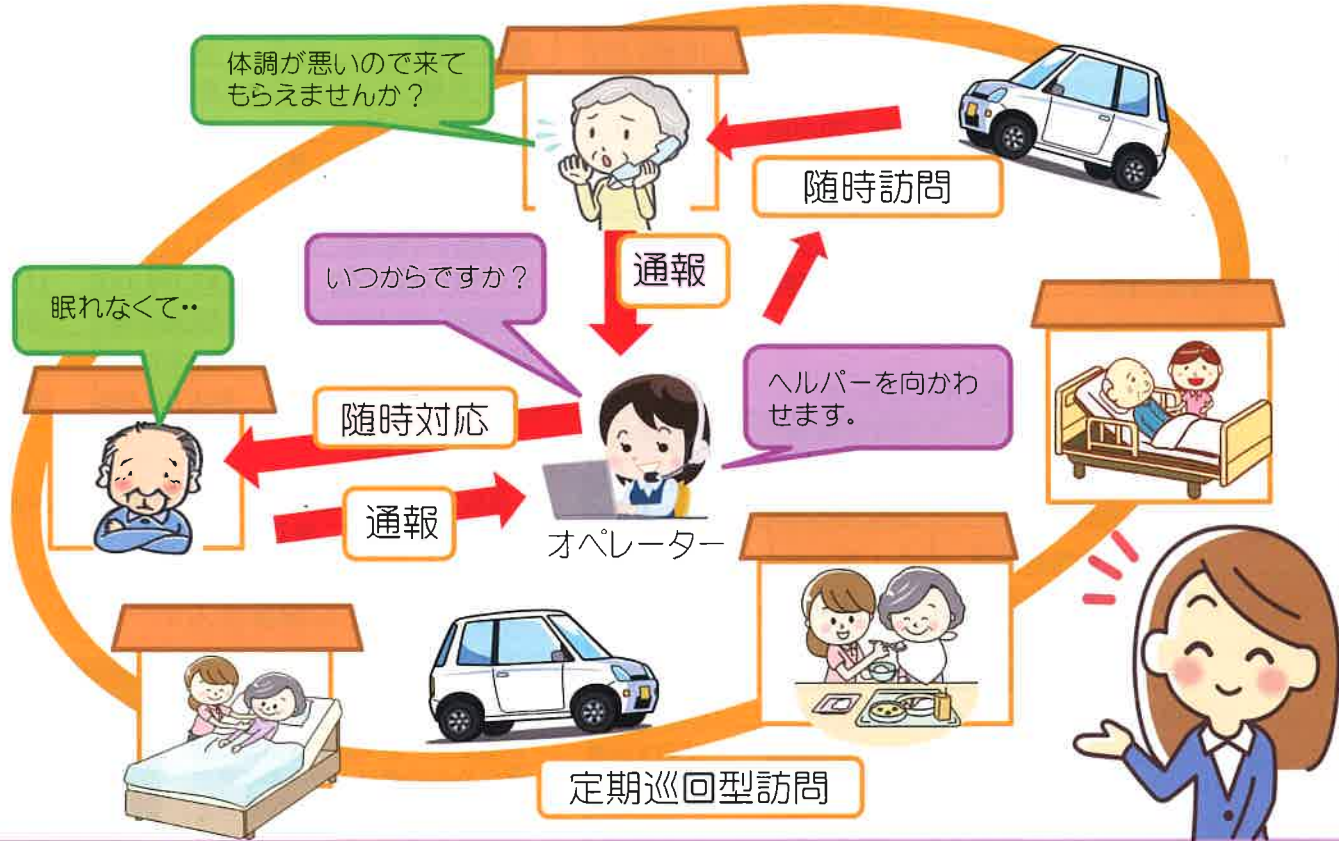 体調が悪いので来て
もらえませんか？
随時訪問
通報
いつからですか？
眠れなくて‥
ヘルパーを向かわ
せます。
随時対応
通報
オペレーター
定期巡回型訪問